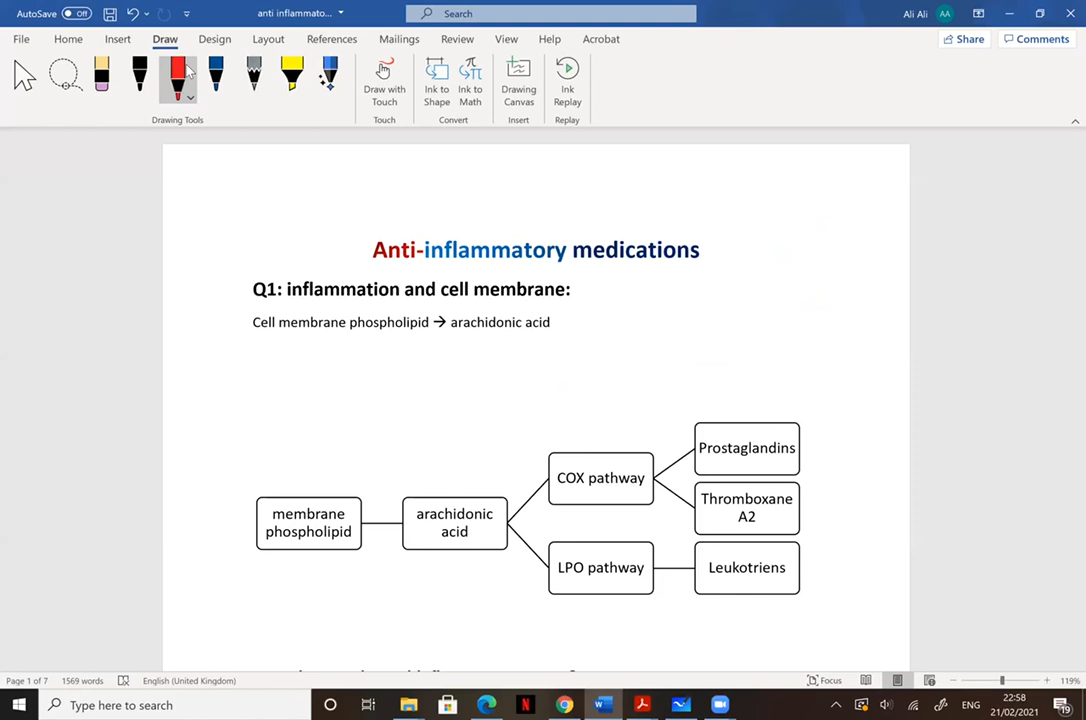 AutoSave Off anti inflammato... Search Ali Ali AA
File Home Insert Draw Design Layout References Mailings Review View Help Acrobat Share Comments
Draw with Touch
Ink to Shape
Ink to Math
Drawing Canvas
Ink Replay
Drawing Tools Touch Convert Insert Replay
Anti-inflammatory medications
Q1: inflammation and cell membrane:
Cell membrane phospholipid → arachidonic acid
membrane
phospholipid
arachidonic
acid
COX pathway
LPO pathway
Prostaglandins
Thromboxane
A2
Leukotriens
Page 1 of 7 1569 words English (United Kingdom) Focus 119%
Type here to search
ENG
22:58
21/02/2021
19